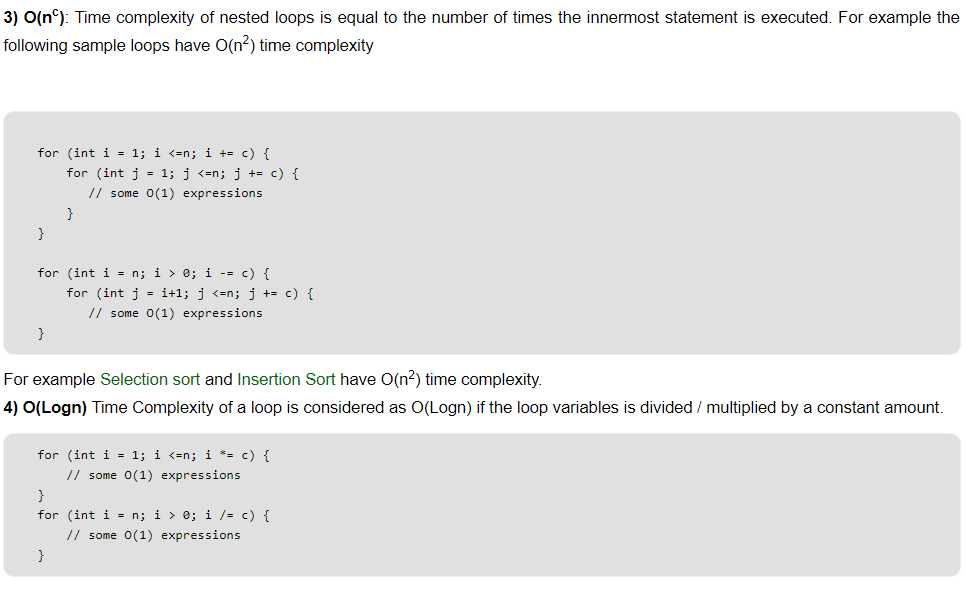 3) O(nᶜ): Time complexity of nested loops is equal to the number of times the innermost statement is executed. For example the
following sample loops have O(n²) time complexity
for (int i = 1; i <=n; i += c) {
for (int j = 1; j <=n; j += c) {
// some O(1) expressions
}
}
for (int i = n; i > 0; i -= c) {
for (int j = i+1; j <=n; j += c) {
// some O(1) expressions
}
For example Selection sort and Insertion Sort have O(n²) time complexity.
4) O(Logn) Time Complexity of a loop is considered as O(Logn) if the loop variables is divided / multiplied by a constant amount.
for (int i = 1; i <=n; i *= c) {
// some O(1) expressions
}
for (int i = n; i > 0; i /= c) {
// some O(1) expressions
}